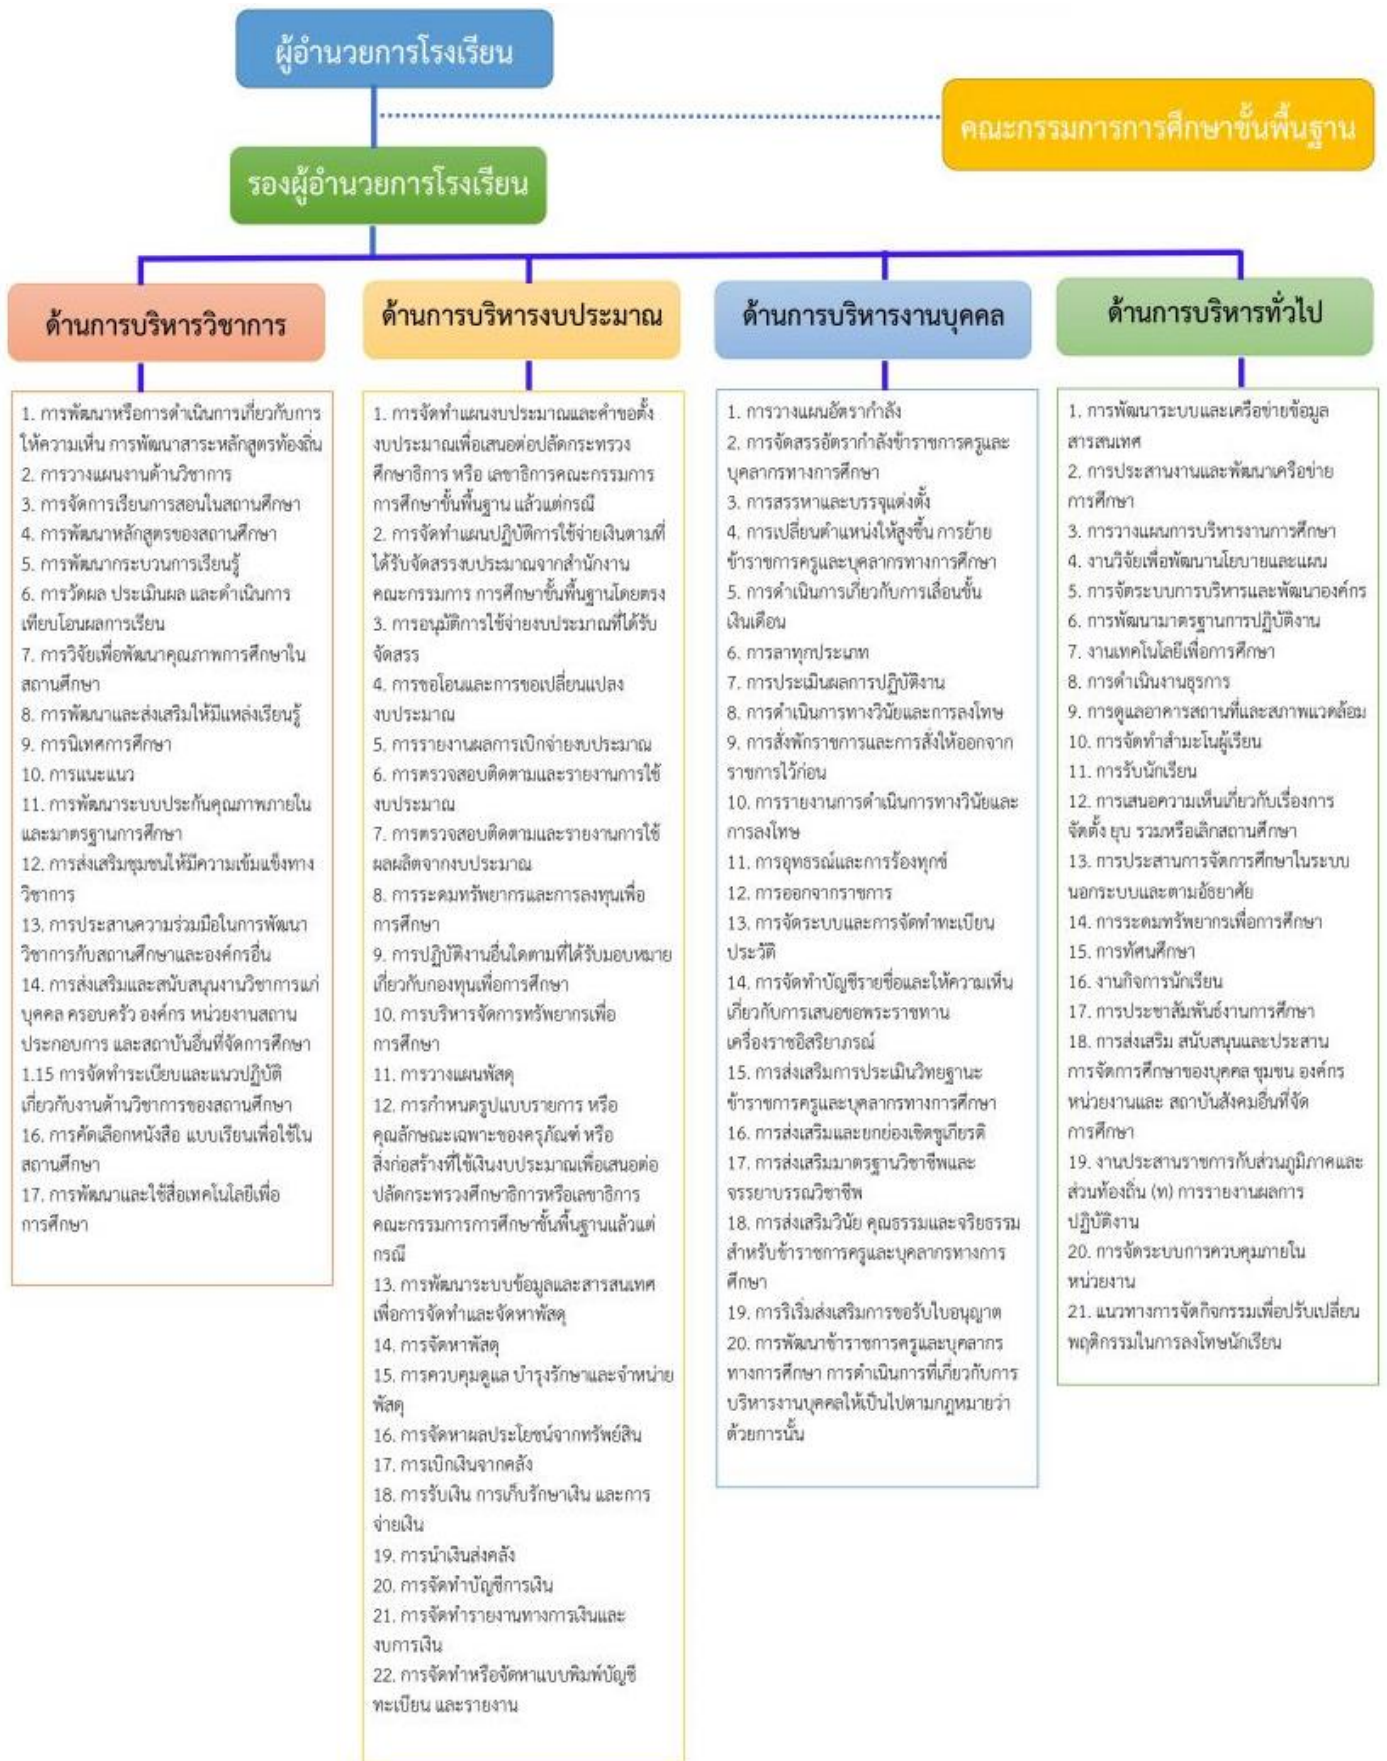 ผู้อำนวยการโรงเรียน
คณะกรรมการการศึกษาขั้นพื้นฐาน
รองผู้อำนวยการโรงเรียน
ด้านการบริหารวิชาการ
1. การพัฒนาหรือการดำเนินการเกี่ยวกับการ
ให้ความเห็น การพัฒนาสาระหลักสูตรท้องถิ่น
2. การวางแผนงานด้านวิชาการ
3. การจัดการเรียนการสอนในสถานศึกษา
4. การพัฒนาหลักสูตรของสถานศึกษา
5. การพัฒนากระบวนการเรียนรู้
6. การวัดผล ประเมินผล และดำเนินการ
เทียบโอนผลการเรียน
7. การวิจัยเพื่อพัฒนาคุณภาพการศึกษาใน
สถานศึกษา
8. การพัฒนาและส่งเสริมให้มีแหล่งเรียนรู้
9. การนิเทศการศึกษา
10. การแนะแนว
11. การพัฒนาระบบประกันคุณภาพภายใน
และมาตรฐานการศึกษา
12. การส่งเสริมชุมชนให้มีความเข้มแข็งทาง
วิชาการ
13. การประสานความร่วมมือในการพัฒนา
วิชาการกับสถานศึกษาและองค์กรอื่น
14. การส่งเสริมและสนับสนุนงานวิชาการแก่
บุคคล ครอบครัว องค์กร หน่วยงานสถาน
ประกอบการ และสถาบันอื่นที่จัดการศึกษา
1.15 การจัดทำระเบียบและแนวปฏิบัติ
เกี่ยวกับงานด้านวิชาการของสถานศึกษา
16. การคัดเลือกหนังสือ แบบเรียนเพื่อใช้ใน
สถานศึกษา
17. การพัฒนาและใช้สื่อเทคโนโลยีเพื่อ
การศึกษา
ด้านการบริหารงบประมาณ
1. การจัดทำแผนงบประมาณและคำขอตั้ง
งบประมาณเพื่อเสนอต่อปลัดกระทรวง
ศึกษาธิการ หรือ เลขาธิการคณะกรรมการ
การศึกษาขั้นพื้นฐาน แล้วแต่กรณี
2. การจัดทำแผนปฏิบัติการใช้จ่ายเงินตามที่
ได้รับจัดสรรงบประมาณจากสำนักงาน
คณะกรรมการ การศึกษาขั้นพื้นฐานโดยตรง
3. การอนุมัติการใช้จ่ายงบประมาณที่ได้รับ
จัดสรร
4. การขอโอนและการขอเปลี่ยนแปลง
งบประมาณ
5. การรายงานผลการเบิกจ่ายงบประมาณ
6. การตรวจสอบติดตามและรายงานการใช้
งบประมาณ
7. การตรวจสอบติดตามและรายงานการใช้
ผลผลิตจากงบประมาณ
8. การระดมทรัพยากรและการลงทุนเพื่อ
การศึกษา
9. การปฏิบัติงานอื่นใดตามที่ได้รับมอบหมาย
เกี่ยวกับกองทุนเพื่อการศึกษา
10. การบริหารจัดการทรัพยากรเพื่อ
การศึกษา
11. การวางแผนพัสดุ
12. การกำหนดรูปแบบรายการ หรือ
คุณลักษณะเฉพาะของครุภัณฑ์ หรือ
สิ่งก่อสร้างที่ใช้เงินงบประมาณเพื่อเสนอต่อ
ปลัดกระทรวงศึกษาธิการหรือเลขาธิการ
คณะกรรมการการศึกษาขั้นพื้นฐานแล้วแต่
กรณี
13. การพัฒนาระบบข้อมูลและสารสนเทศ
เพื่อการจัดทำและจัดหาพัสดุ
14. การจัดหาพัสดุ
15. การควบคุมดูแล บำรุงรักษาและจำหน่าย
พัสดุ
16. การจัดหาผลประโยชน์จากทรัพย์สิน
17. การเบิกเงินจากคลัง
18. การรับเงิน การเก็บรักษาเงิน และการ
จ่ายเงิน
19. การนำเงินส่งคลัง
20. การจัดทำบัญชีการเงิน
21. การจัดทำรายงานทางการเงินและ
งบการเงิน
22. การจัดทำหรือจัดหาแบบพิมพ์บัญชี
ทะเบียน และรายงาน
ด้านการบริหารงานบุคคล
1. การวางแผนอัตรากำลัง
2. การจัดสรรอัตรากำลังข้าราชการครูและ
บุคลากรทางการศึกษา
3. การสรรหาและบรรจุแต่งตั้ง
4. การเปลี่ยนตำแหน่งให้สูงขึ้น การย้าย
ข้าราชการครูและบุคลากรทางการศึกษา
5. การดำเนินการเกี่ยวกับการเลื่อนขั้น
เงินเดือน
6. การลาทุกประเภท
7. การประเมินผลการปฏิบัติงาน
8. การดำเนินการทางวินัยและการลงโทษ
9. การสั่งพักราชการและการสั่งให้ออกจาก
ราชการไว้ก่อน
10. การรายงานการดำเนินการทางวินัยและ
การลงโทษ
11. การอุทธรณ์และการร้องทุกข์
12. การออกจากราชการ
13. การจัดระบบและการจัดทำทะเบียน
ประวัติ
14. การจัดทำบัญชีรายชื่อและให้ความเห็น
เกี่ยวกับการเสนอขอพระราชทาน
เครื่องราชอิสริยาภรณ์
15. การส่งเสริมการประเมินวิทยฐานะ
ข้าราชการครูและบุคลากรทางการศึกษา
16. การส่งเสริมและยกย่องเชิดชูเกียรติ
17. การส่งเสริมมาตรฐานวิชาชีพและ
จรรยาบรรณวิชาชีพ
18. การส่งเสริมวินัย คุณธรรมและจริยธรรม
สำหรับข้าราชการครูและบุคลากรทางการ
ศึกษา
19. การริเริ่มส่งเสริมการขอรับใบอนุญาต
20. การพัฒนาข้าราชการครูและบุคลากร
ทางการศึกษา การดำเนินการที่เกี่ยวกับการ
บริหารงานบุคคลให้เป็นไปตามกฎหมายว่า
ด้วยการนั้น
ด้านการบริหารทั่วไป
1. การพัฒนาระบบและเครือข่ายข้อมูล
สารสนเทศ
2. การประสานงานและพัฒนาเครือข่าย
การศึกษา
3. การวางแผนการบริหารงานการศึกษา
4. งานวิจัยเพื่อพัฒนานโยบายและแผน
5. การจัดระบบการบริหารและพัฒนาองค์กร
6. การพัฒนามาตรฐานการปฏิบัติงาน
7. งานเทคโนโลยีเพื่อการศึกษา
8. การดำเนินงานธุรการ
9. การดูแลอาคารสถานที่และสภาพแวดล้อม
10. การจัดทำสำมะโนผู้เรียน
11. การรับนักเรียน
12. การเสนอความเห็นเกี่ยวกับเรื่องการ
จัดตั้ง ยุบ รวมหรือเลิกสถานศึกษา
13. การประสานการจัดการศึกษาในระบบ
นอกระบบและตามอัธยาศัย
14. การระดมทรัพยากรเพื่อการศึกษา
15. การทัศนศึกษา
16. งานกิจการนักเรียน
17. การประชาสัมพันธ์งานการศึกษา
18. การส่งเสริม สนับสนุนและประสาน
การจัดการศึกษาของบุคคล ชุมชน องค์กร
หน่วยงานและ สถาบันสังคมอื่นที่จัด
การศึกษา
19. งานประสานราชการกับส่วนภูมิภาคและ
ส่วนท้องถิ่น (ท) การรายงานผลการ
ปฏิบัติงาน
20. การจัดระบบการควบคุมภายใน
หน่วยงาน
21. แนวทางการจัดกิจกรรมเพื่อปรับเปลี่ยน
พฤติกรรมในการลงโทษนักเรียน